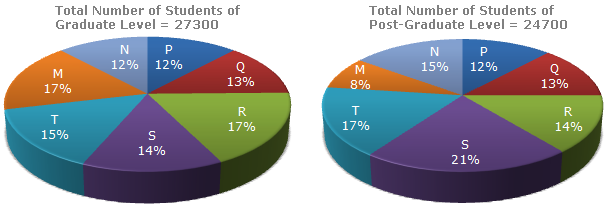 Total Number of Students of
Graduate Level = 27300
N
12%
P
12%
Q
13%
R
17%
S
14%
T
15%
M
17%
Total Number of Students of
Post-Graduate Level = 24700
N
15%
P
12%
Q
13%
R
14%
S
21%
T
17%
M
8%